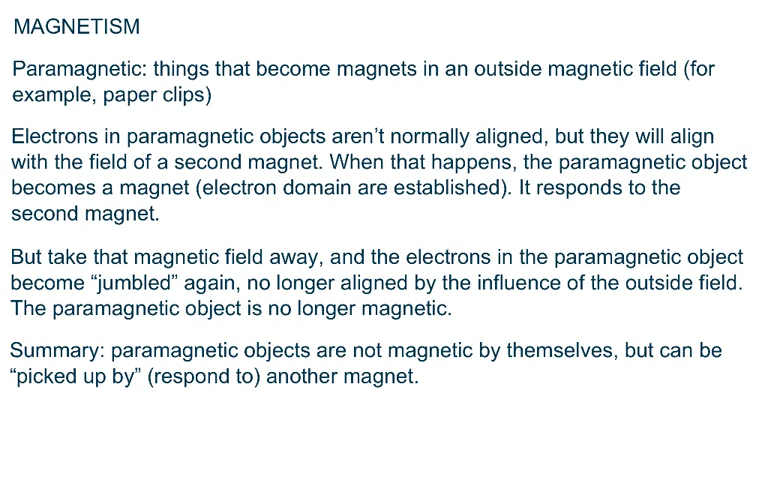 MAGNETISM
Paramagnetic: things that become magnets in an outside magnetic field (for
example, paper clips)
Electrons in paramagnetic objects aren’t normally aligned, but they will align
with the field of a second magnet. When that happens, the paramagnetic object
becomes a magnet (electron domain are established). It responds to the
second magnet.
But take that magnetic field away, and the electrons in the paramagnetic object
become “jumbled” again, no longer aligned by the influence of the outside field.
The paramagnetic object is no longer magnetic.
Summary: paramagnetic objects are not magnetic by themselves, but can be
“picked up by” (respond to) another magnet.